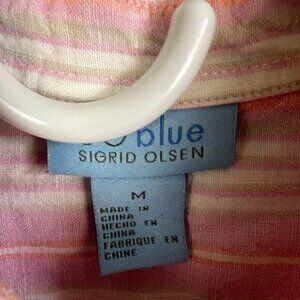 blue
SIGRID OLSEN
M
MADE IN
CHINA
HECHO EN
CHINA
FABRIQUE EN
CHINE